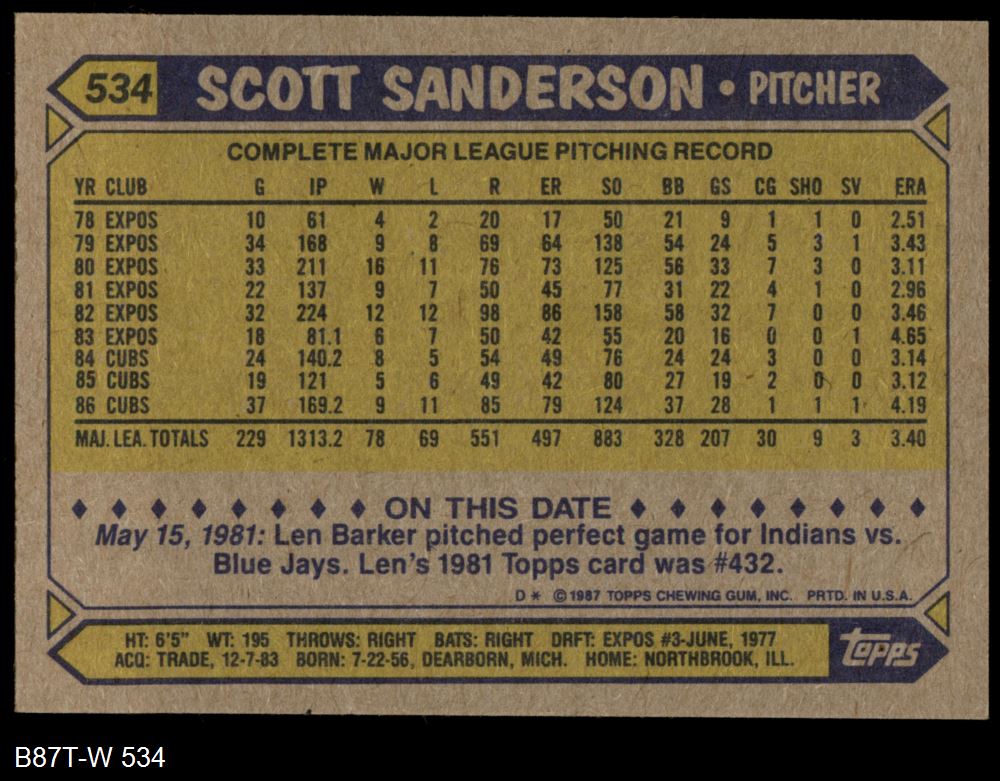 534 SCOTT SANDERSON • PITCHER
COMPLETE MAJOR LEAGUE PITCHING RECORD
YR CLUB G IP W L R ER SO BB GS CG SHO SV ERA
78 EXPOS 10 61 4 2 20 17 50 21 9 1 1 0 2.51
79 EXPOS 34 168 9 8 69 64 138 54 24 5 3 1 3.43
80 EXPOS 33 211 16 11 76 73 125 56 33 7 3 0 3.11
81 EXPOS 22 137 9 7 50 45 77 31 22 4 1 0 2.96
82 EXPOS 32 224 12 12 98 86 158 58 32 7 0 0 3.46
83 EXPOS 18 81.1 6 7 50 42 55 20 16 0 0 1 4.65
84 CUBS 24 140.2 8 5 54 49 76 24 24 3 0 0 3.14
85 CUBS 19 121 5 6 49 42 80 27 19 2 0 0 3.12
86 CUBS 37 169.2 9 11 85 79 124 37 28 1 1 1 4.19
MAJ. LEA. TOTALS 229 1313.2 78 69 551 497 883 328 207 30 9 3 3.40
ON THIS DATE
May 15, 1981: Len Barker pitched perfect game for Indians vs.
Blue Jays. Len's 1981 Topps card was #432.
D* ©1987 TOPPS CHEWING GUM, INC. PRTD. IN U.S.A.
HT: 6'5" WT: 195 THROWS: RIGHT BATS: RIGHT DRFT: EXPOS #3-JUNE, 1977
ACQ: TRADE, 12-7-83 BORN: 7-22-56, DEARBORN, MICH. HOME: NORTHBROOK, ILL.
topps
B87T-W 534